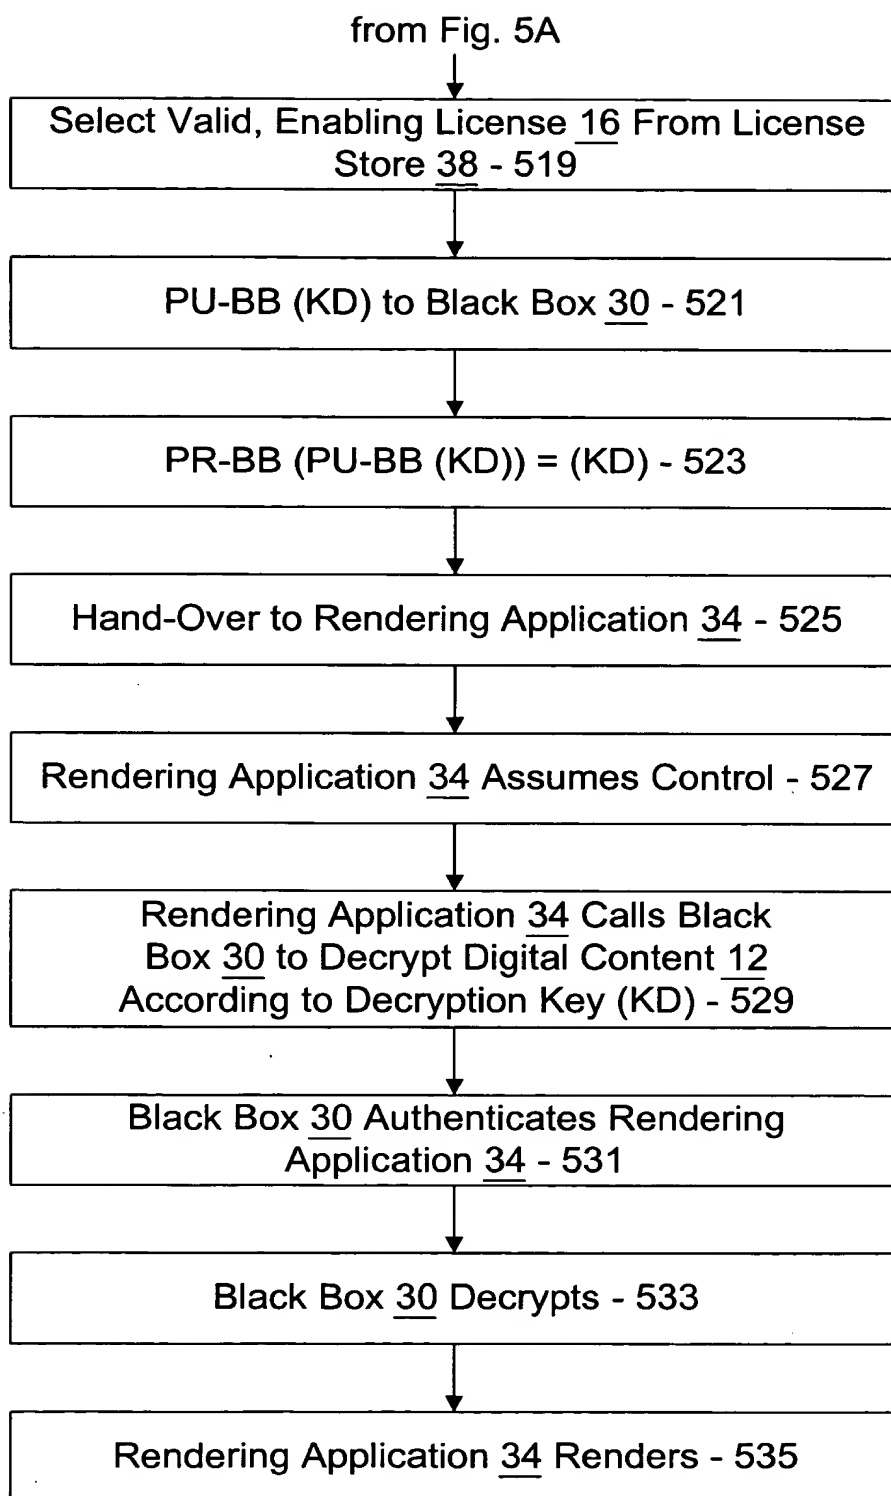 from Fig. 5A
Select Valid, Enabling License 16 From License
Store 38 - 519
PU-BB (KD) to Black Box 30 - 521
PR-BB (PU-BB (KD)) = (KD) - 523
Hand-Over to Rendering Application 34 - 525
Rendering Application 34 Assumes Control - 527
Rendering Application 34 Calls Black
Box 30 to Decrypt Digital Content 12
According to Decryption Key (KD) - 529
Black Box 30 Authenticates Rendering
Application 34 - 531
Black Box 30 Decrypts - 533
Rendering Application 34 Renders - 535